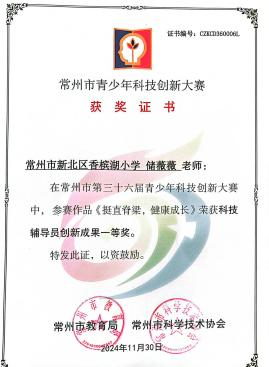 证书编号：CZKCD360006L
常州市青少年科技创新大赛
获奖证书
常州市新北区香槟湖小学 储薇薇 老师：
在常州市第三十六届青少年科技创新大赛
中，参赛作品《挺直脊梁，健康成长》荣获科技
辅导员创新成果一等奖。
特发此证，以资鼓励。
常州市教育局 常州市科学技术协会
2024年11月30日